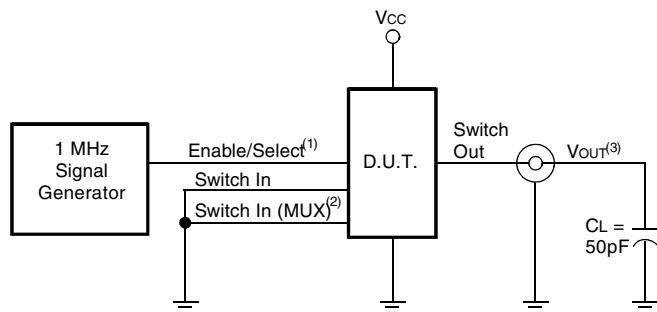 VCC
1 MHz
Signal
Generator
Enable/Select(1)
Switch In
Switch In (MUX)(2)
D.U.T.
Switch
Out
VOUT(3)
CL =
50pF